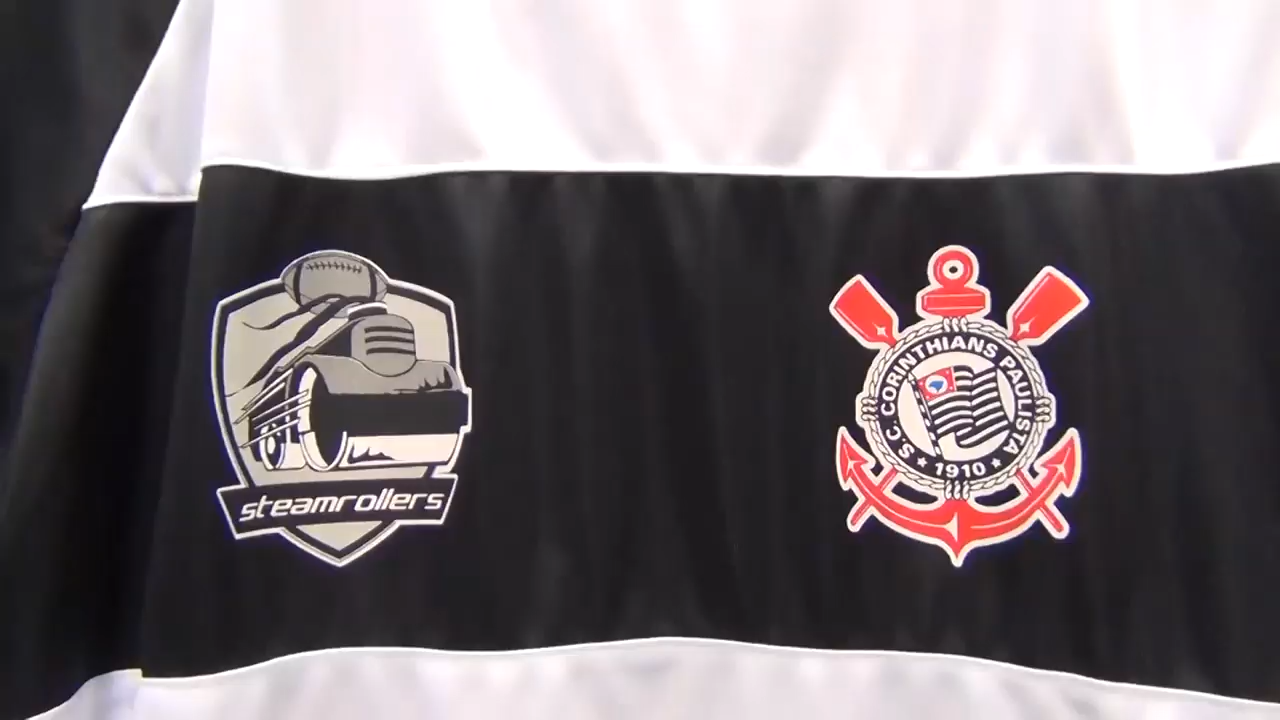 steamrollers
S.C. CORINTHIANS PAULISTA
★ 1910 ★